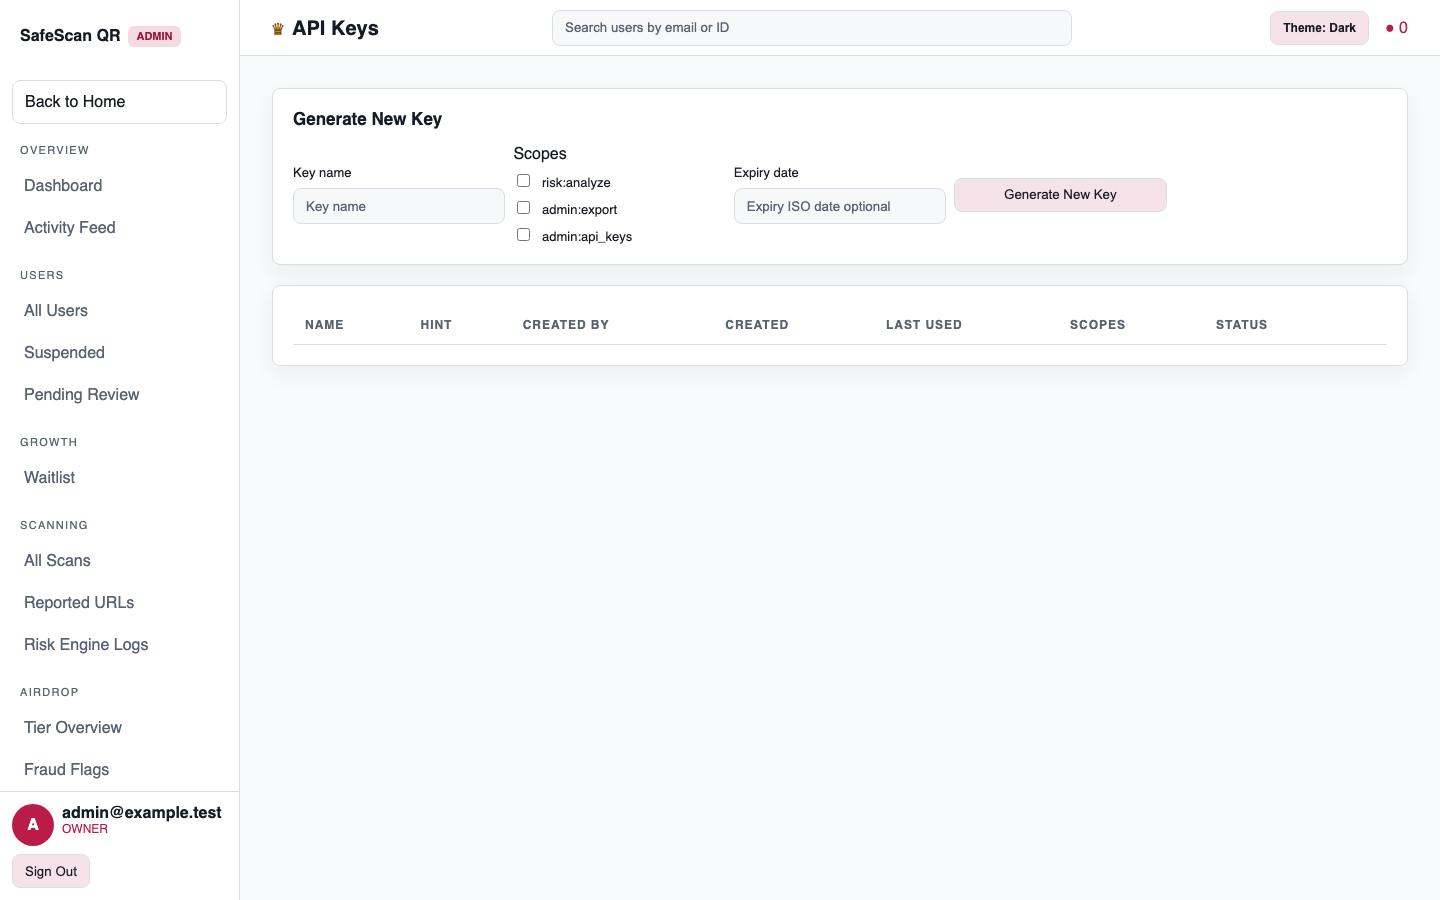 SafeScan QR ADMIN
Back to Home
OVERVIEW
Dashboard
Activity Feed
USERS
All Users
Suspended
Pending Review
GROWTH
Waitlist
SCANNING
All Scans
Reported URLs
Risk Engine Logs
AIRDROP
Tier Overview
Fraud Flags
A
admin@example.test
OWNER
Sign Out
♛ API Keys
Search users by email or ID
Theme: Dark
● 0
Generate New Key
Key name
Key name
Scopes
risk:analyze
admin:export
admin:api_keys
Expiry date
Expiry ISO date optional
Generate New Key
NAME HINT CREATED BY CREATED LAST USED SCOPES STATUS